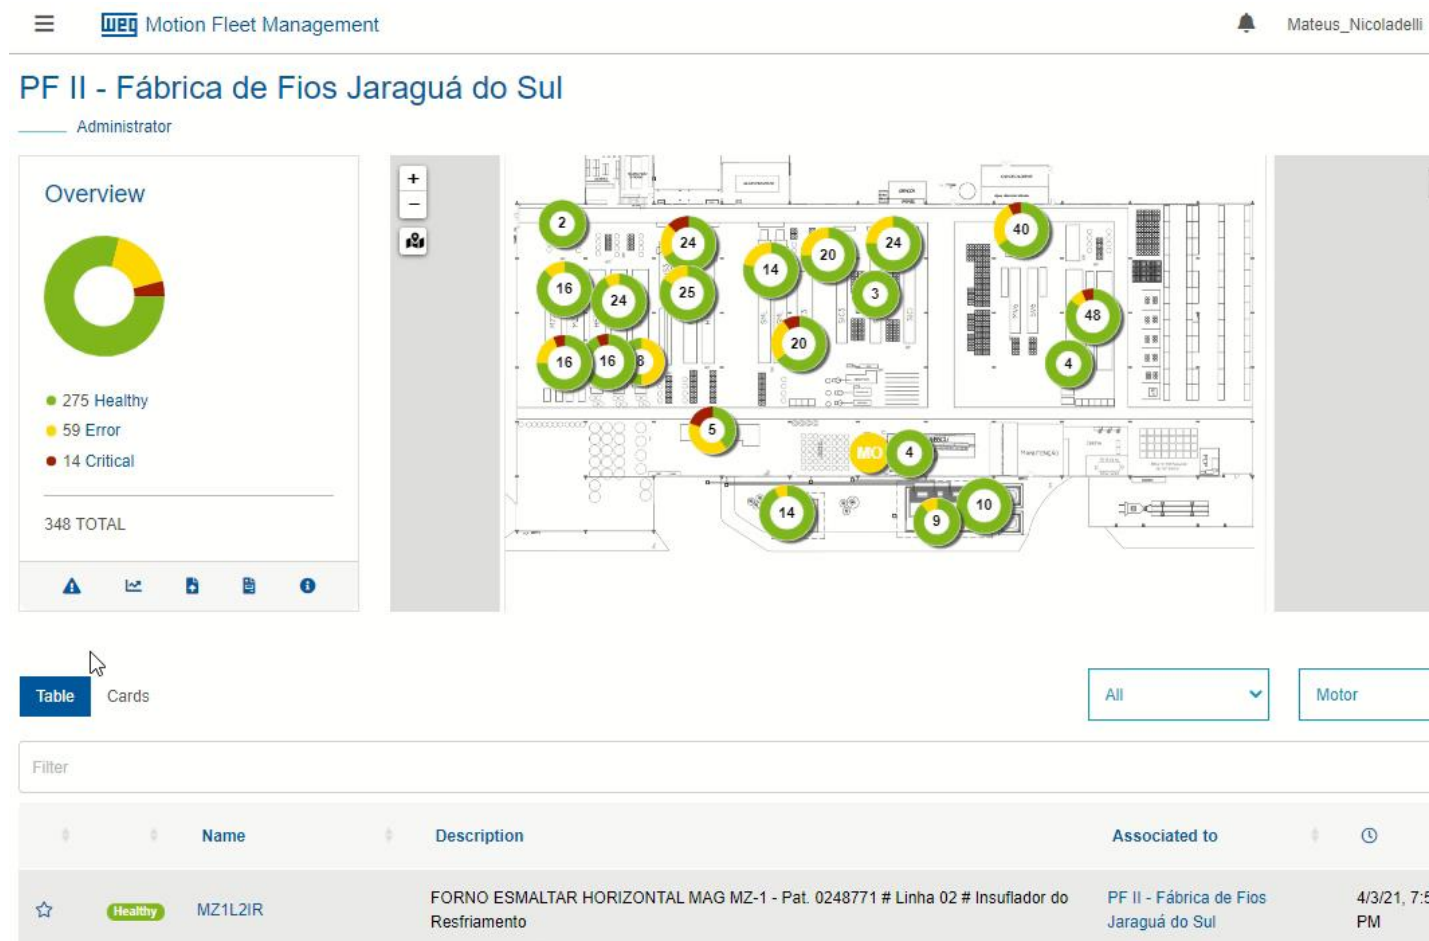 WEG Motion Fleet Management
Mateus_Nicoladelli
PF II - Fábrica de Fios Jaraguá do Sul
Administrator
Overview
275 Healthy
59 Error
14 Critical
348 TOTAL
+
−
2
24
14
20
24
40
16
24
25
3
48
16
16
8
20
4
5
MO
4
MANUTENÇÃO
14
9
10
Table
Cards
All
Motor
Filter
Name
Description
Associated to
Healthy
MZ1L2IR
FORNO ESMALTAR HORIZONTAL MAG MZ-1 - Pat. 0248771 # Linha 02 # Insuflador do
Resfriamento
PF II - Fábrica de Fios
Jaraguá do Sul
4/3/21, 7:5
PM